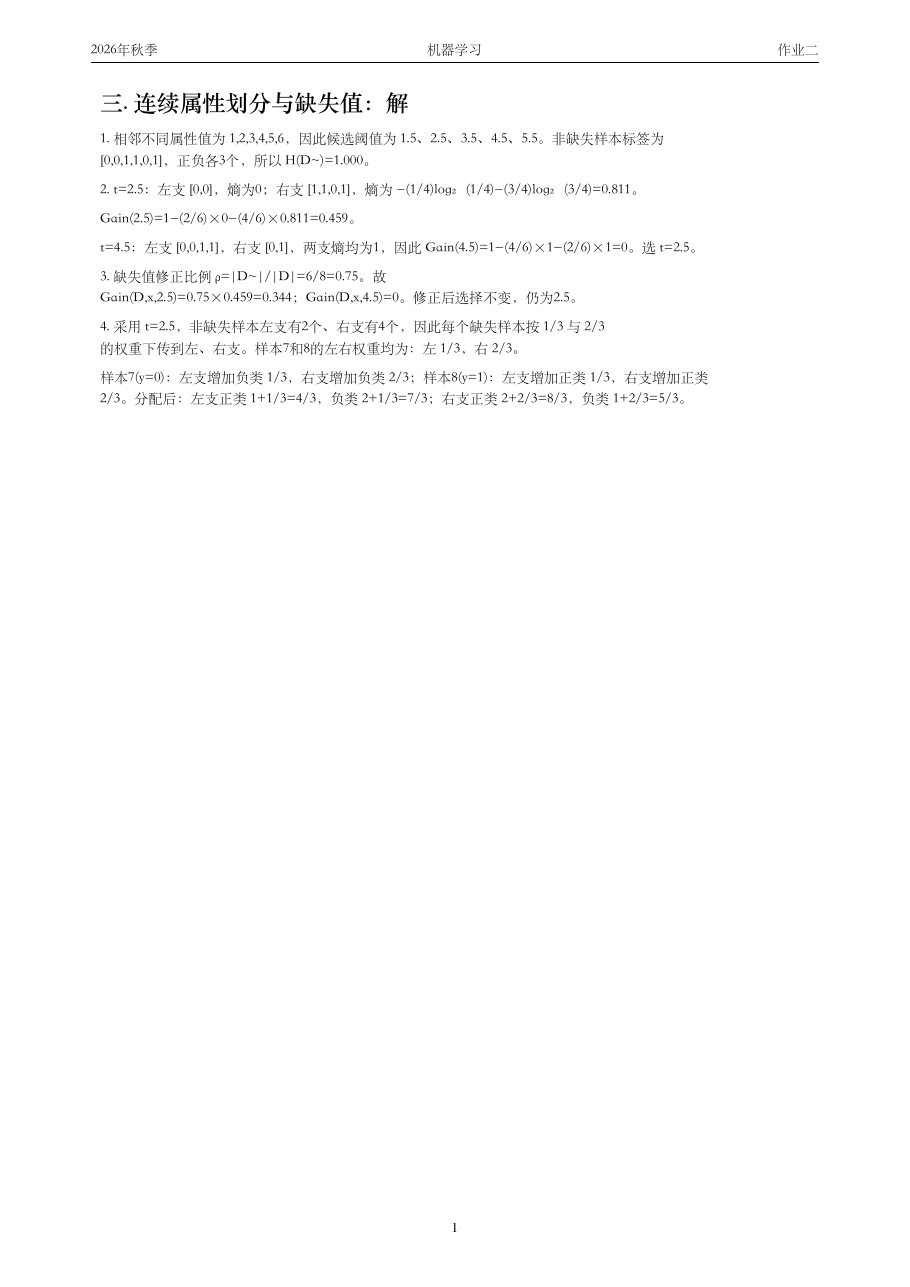 2026年秋季 机器学习 作业二
三. 连续属性划分与缺失值：解
1. 相邻不同属性值为 1,2,3,4,5,6，因此候选阈值为 1.5、2.5、3.5、4.5、5.5。非缺失样本标签为
[0,0,1,1,0,1]，正负各3个，所以 H(D~)=1.000。
2. t=2.5：左支 [0,0]，熵为0；右支 [1,1,0,1]，熵为 −(1/4)log₂ (1/4)−(3/4)log₂ (3/4)=0.811。
Gain(2.5)=1−(2/6)×0−(4/6)×0.811=0.459。
t=4.5：左支 [0,0,1,1]，右支 [0,1]，两支熵均为1，因此 Gain(4.5)=1−(4/6)×1−(2/6)×1=0。选 t=2.5。
3. 缺失值修正比例 ρ=|D~|/|D|=6/8=0.75。故
Gain(D,x,2.5)=0.75×0.459=0.344；Gain(D,x,4.5)=0。修正后选择不变，仍为2.5。
4. 采用 t=2.5，非缺失样本左支有2个、右支有4个，因此每个缺失样本按 1/3 与 2/3
的权重下传到左、右支。样本7和8的左右权重均为：左 1/3，右 2/3。
样本7(y=0)：左支增加负类 1/3，右支增加负类 2/3；样本8(y=1)：左支增加正类 1/3，右支增加正类
2/3。分配后：左支正类 1+1/3=4/3，负类 2+1/3=7/3；右支正类 2+2/3=8/3，负类 1+2/3=5/3。
1